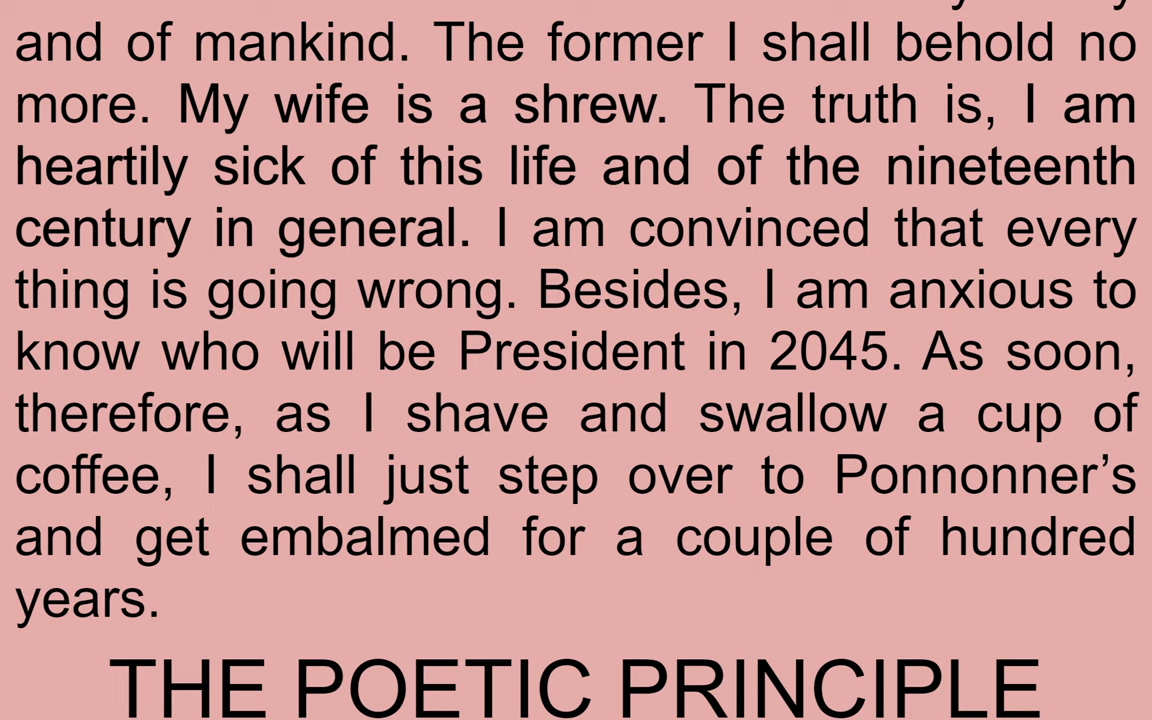 and of mankind. The former I shall behold no
more. My wife is a shrew. The truth is, I am
heartily sick of this life and of the nineteenth
century in general. I am convinced that every
thing is going wrong. Besides, I am anxious to
know who will be President in 2045. As soon,
therefore, as I shave and swallow a cup of
coffee, I shall just step over to Ponnonner’s
and get embalmed for a couple of hundred
years.
THE POETIC PRINCIPLE